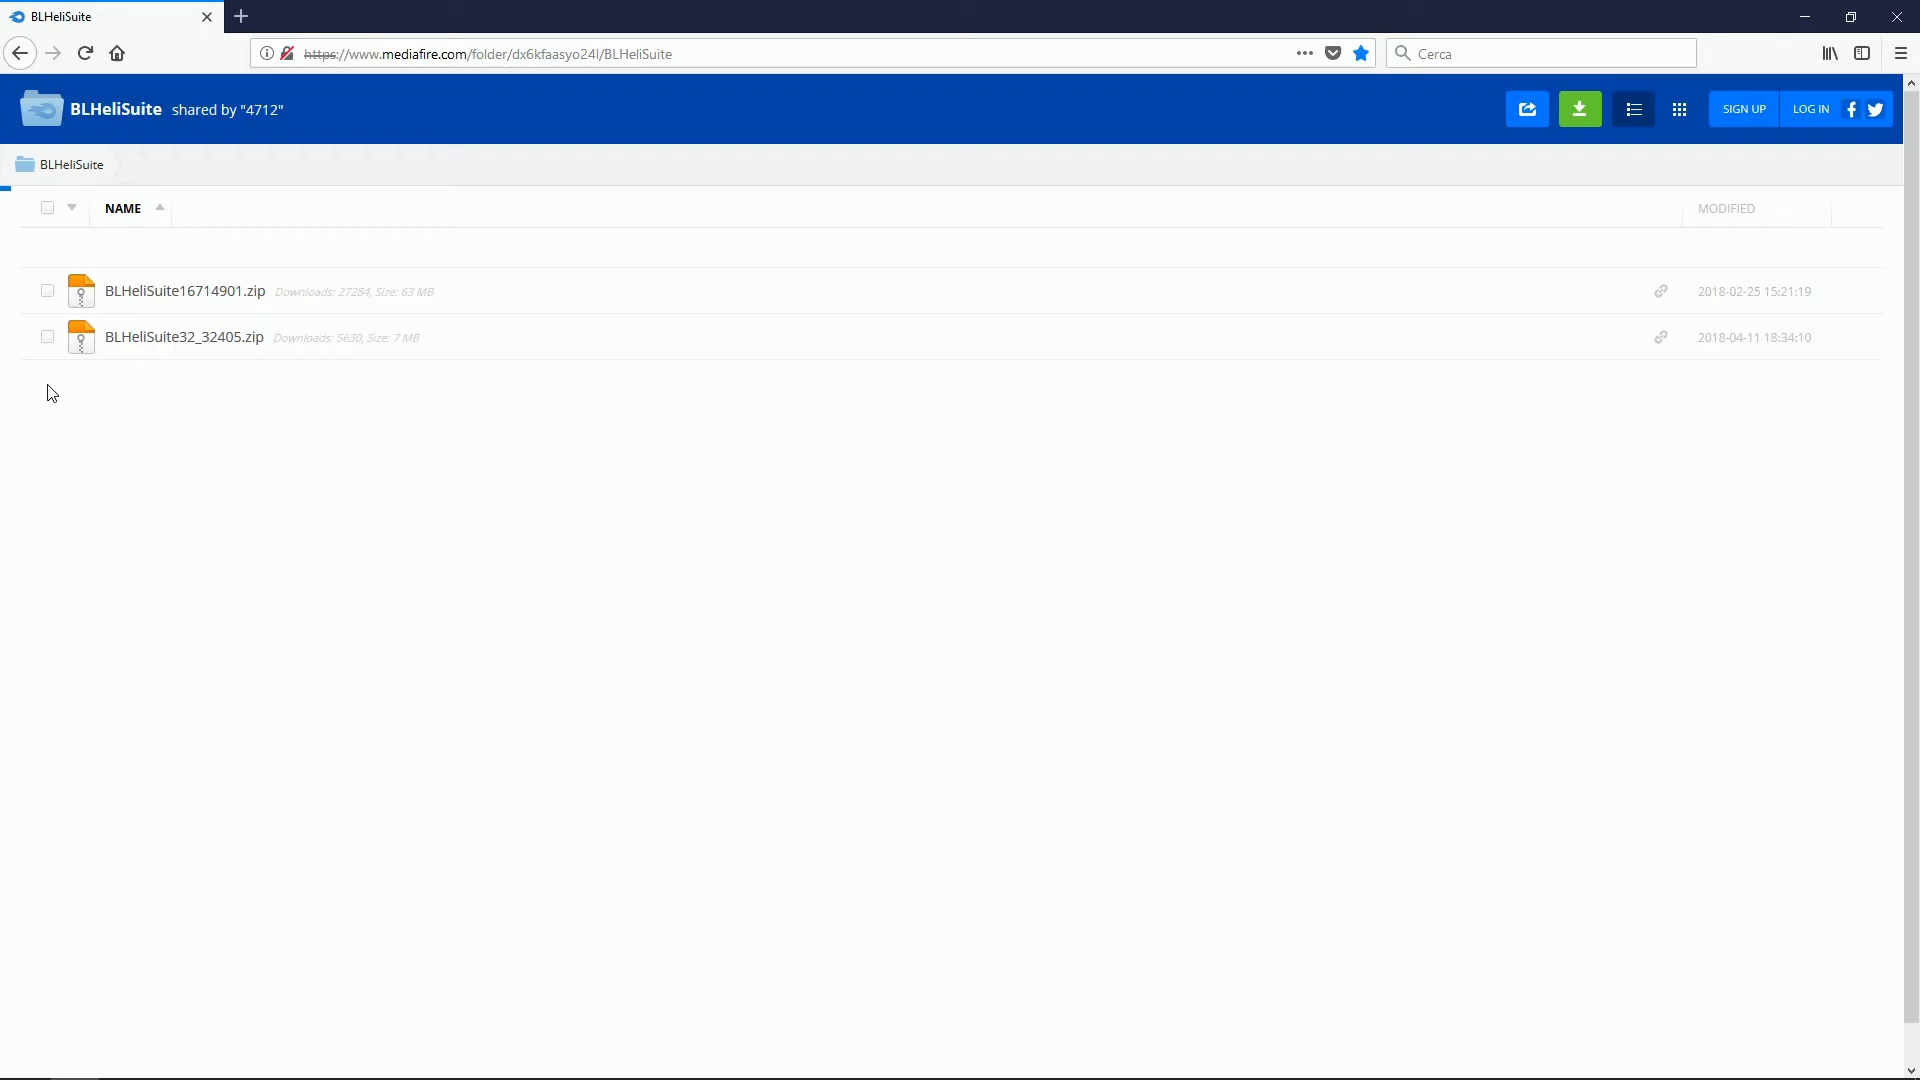 BLHeliSuite
https://www.mediafire.com/folder/dx6kfaasyo24l/BLHeliSuite
Cerca
BLHeliSuite shared by "4712"
SIGN UP
LOG IN
BLHeliSuite
NAME
MODIFIED
BLHeliSuite16714901.zip Downloads: 27284, Size: 63 MB 2018-02-25 15:21:19
BLHeliSuite32_32405.zip Downloads: 5630, Size: 7 MB 2018-04-11 18:34:10